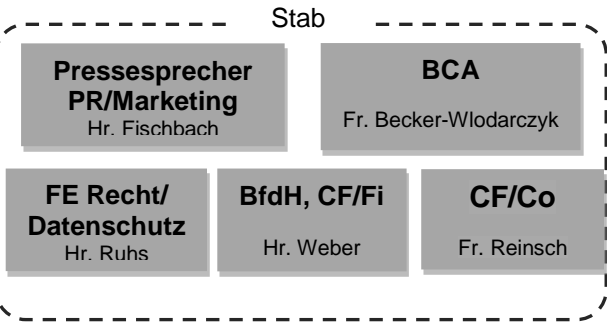 Stab
Pressesprecher
PR/Marketing
Hr. Fischbach
BCA
Fr. Becker-Wlodarczyk
FE Recht/
Datenschutz
Hr. Ruhs
BfdH, CF/Fi
Hr. Weber
CF/Co
Fr. Reinsch